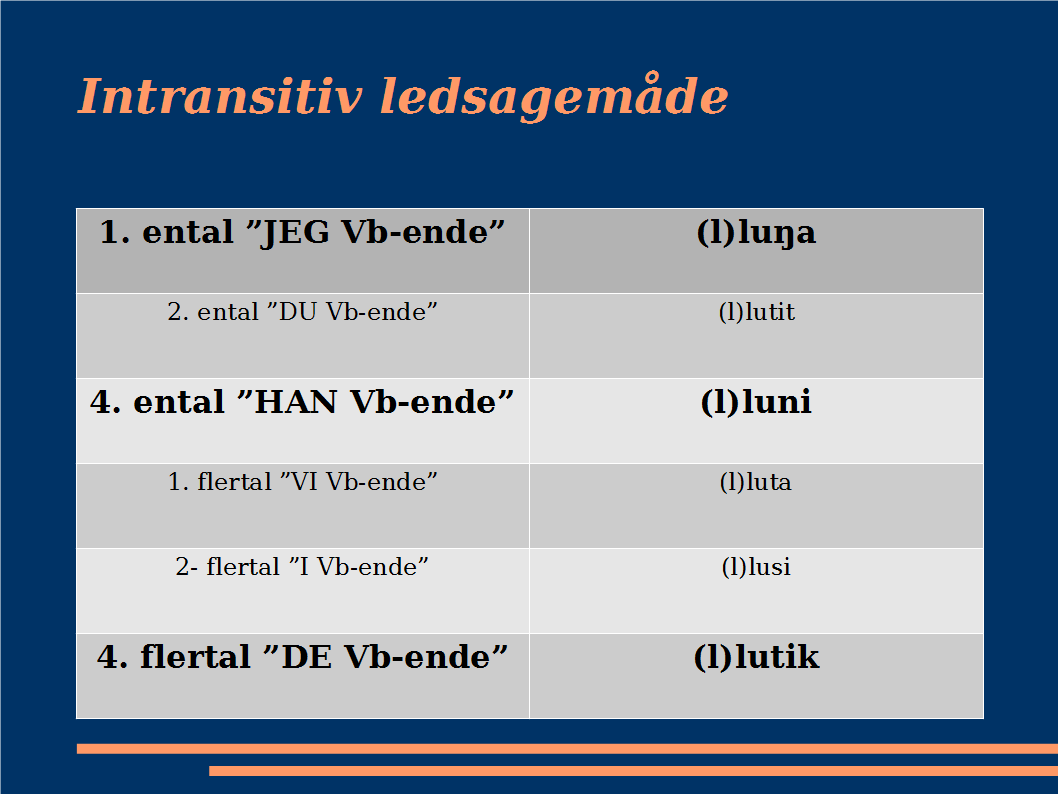 Intransitiv ledsagemåde
1. ental ”JEG Vb-ende” (l)luŋa
2. ental ”DU Vb-ende” (l)lutit
4. ental ”HAN Vb-ende” (l)luni
1. flertal ”VI Vb-ende” (l)luta
2- flertal ”I Vb-ende” (l)lusi
4. flertal ”DE Vb-ende” (l)lutik